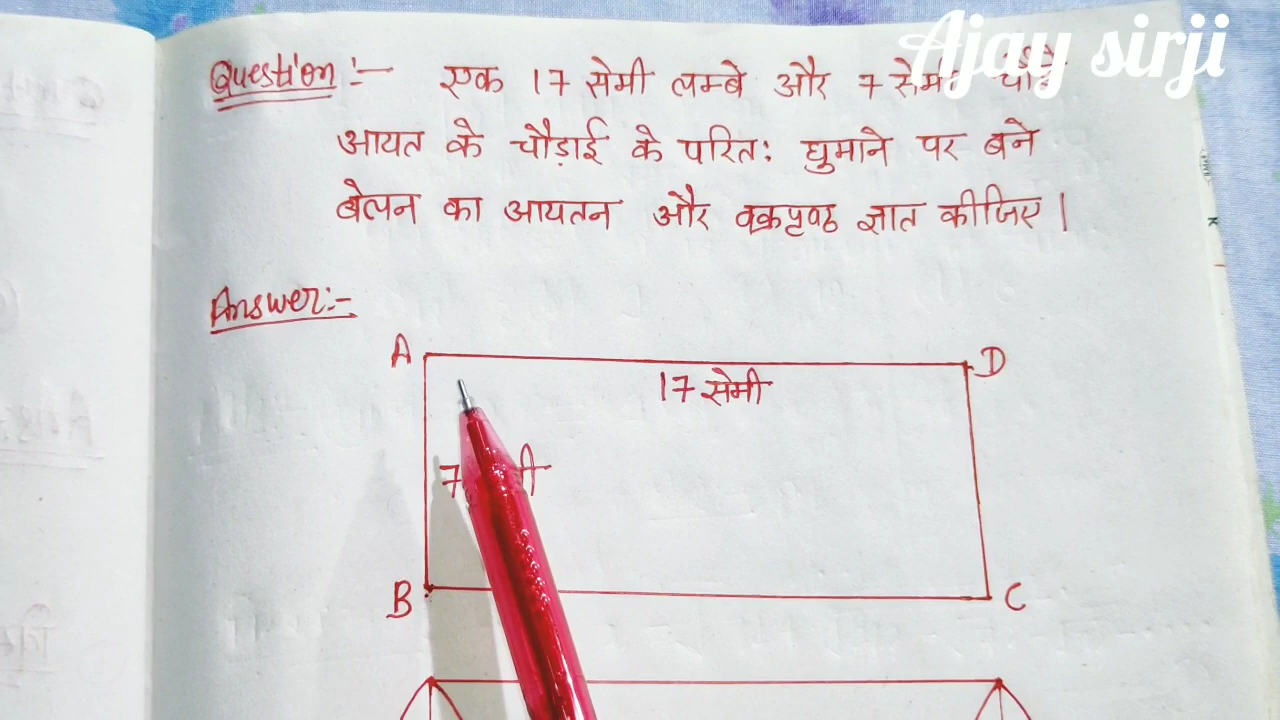 Ajay sirji
Question :- एक 17 सेमी लम्बे और 7
आयत के चौड़ाई के परित: घुमाने पर बने
बेलन का आयतन और वक्रपृष्ठ ज्ञात कीजिए।
Answer:-
A D
17 सेमी
7
B C